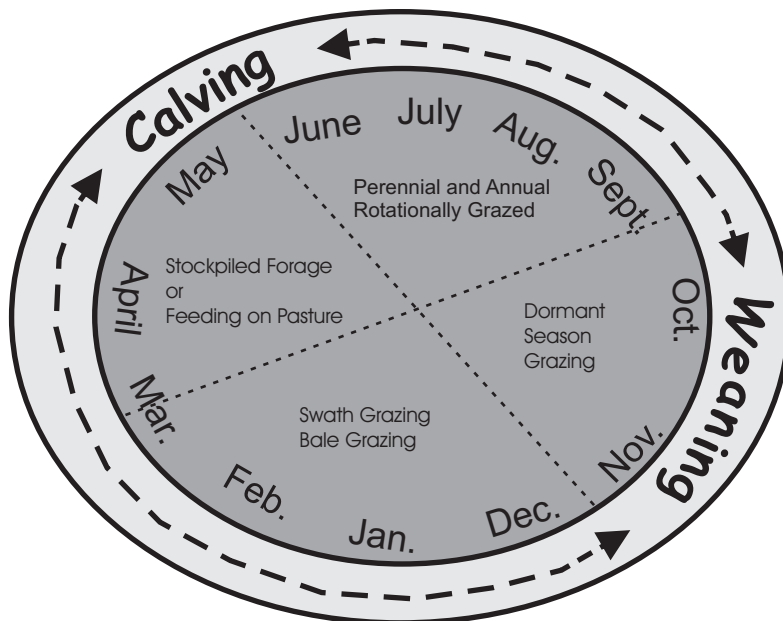 Calving
June
July
Aug.
Sept.
Oct.
Nov.
Dec.
Jan.
Feb.
Mar.
April
May
Weaning
Perennial and Annual
Rotationally Grazed
Stockpiled Forage
or
Feeding on Pasture
Dormant
Season
Grazing
Swath Grazing
Bale Grazing